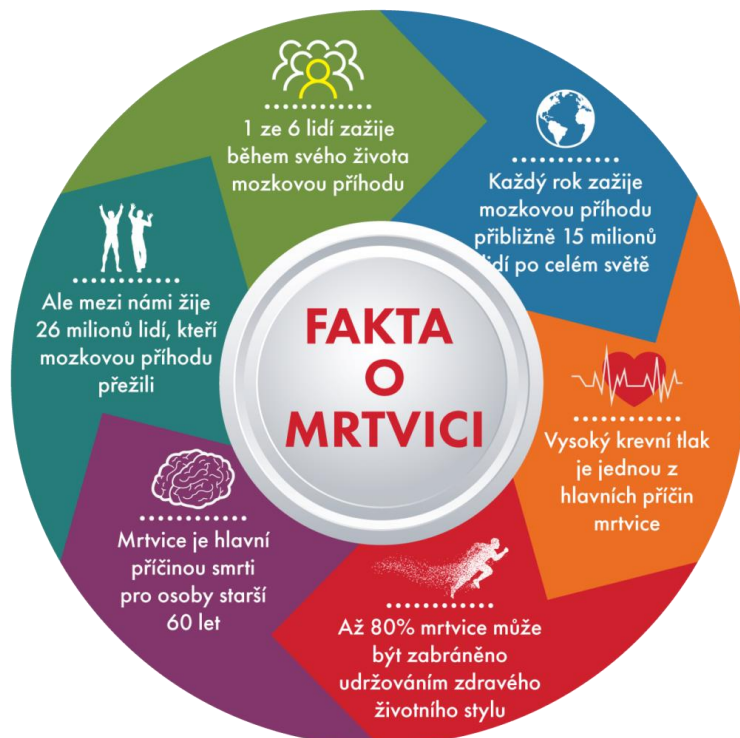 1 ze 6 lidí zažije
během svého života
mozkovou příhodu
Každý rok zažije
mozkovou příhodu
přibližně 15 milionů
lidí po celém světě
Vysoký krevní tlak
je jednou z
hlavních příčin
mrtvice
Až 80% mrtvice může
být zabráněno
udržováním zdravého
životního stylu
Mrtvice je hlavní
příčinou smrti
pro osoby starší
60 let
Ale mezi námi žije
26 milionů lidí, kteří
mozkovou příhodu
přežili
FAKTA
O
MRTVICI